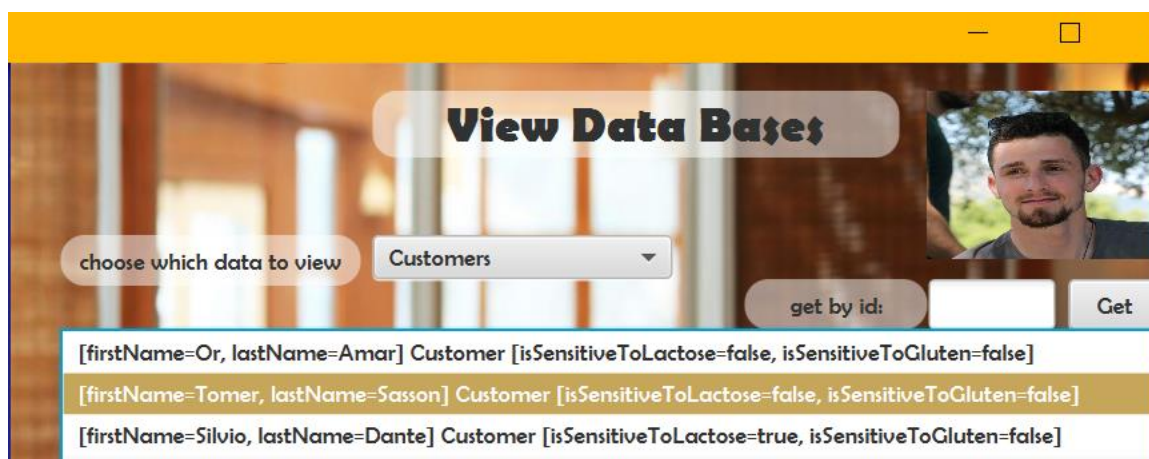 View Data Bases
choose which data to view
Customers
get by id:
Get
[firstName=Or, lastName=Amar] Customer [isSensitiveToLactose=false, isSensitiveToGluten=false]
[firstName=Tomer, lastName=Sasson] Customer [isSensitiveToLactose=false, isSensitiveToGluten=false]
[firstName=Silvio, lastName=Dante] Customer [isSensitiveToLactose=true, isSensitiveToGluten=false]